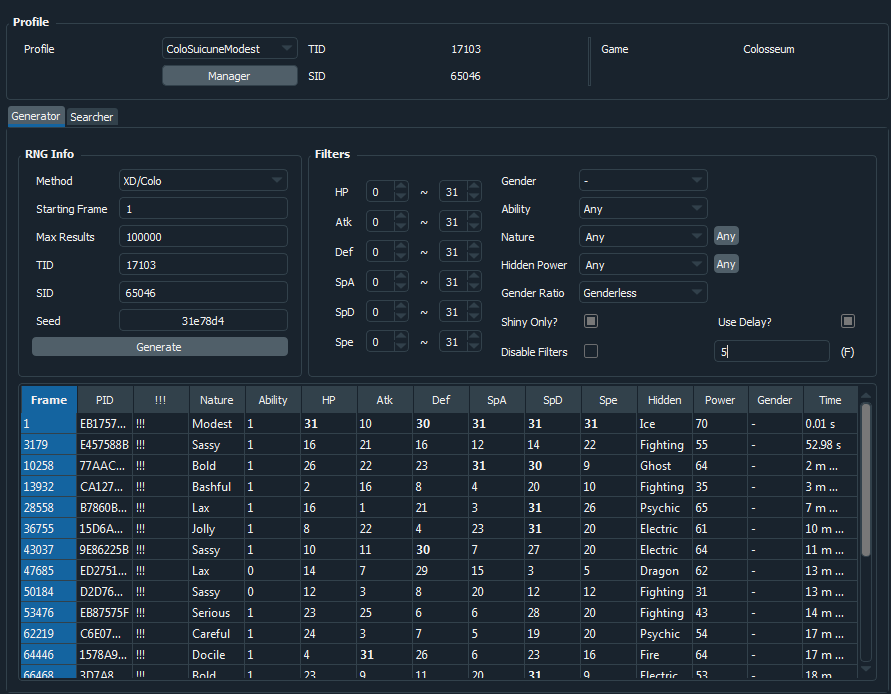 Profile
Profile ColoSuicuneModest TID 17103 Game Colosseum
Manager SID 65046
Generator Searcher
RNG Info
Method XD/Colo
Starting Frame 1
Max Results 100000
TID 17103
SID 65046
Seed 31e78d4
Generate
Filters
HP 0 ~ 31
Atk 0 ~ 31
Def 0 ~ 31
SpA 0 ~ 31
SpD 0 ~ 31
Spe 0 ~ 31
Gender -
Ability Any
Nature Any Any
Hidden Power Any Any
Gender Ratio Genderless
Shiny Only? Use Delay?
Disable Filters 5 (F)
Frame PID !!! Nature Ability HP Atk Def SpA SpD Spe Hidden Power Gender Time
1 EB1757... !!! Modest 1 31 10 30 31 31 31 Ice 70 - 0.01 s
3179 E457588B !!! Sassy 1 16 21 16 12 14 22 Fighting 55 - 52.98 s
10258 77AAC... !!! Bold 1 26 22 23 31 30 9 Ghost 64 - 2 m ...
13932 CA127... !!! Bashful 1 2 16 8 4 20 10 Fighting 35 - 3 m ...
28558 B7860B... !!! Lax 1 16 1 21 3 31 26 Psychic 65 - 7 m ...
36755 15D6A... !!! Jolly 1 8 22 4 23 31 20 Electric 61 - 10 m ...
43037 9E86225B !!! Sassy 1 10 11 30 7 27 20 Electric 64 - 11 m ...
47685 ED2751... !!! Lax 0 14 7 29 15 3 5 Dragon 62 - 13 m ...
50184 D2D76... !!! Sassy 0 12 3 8 20 12 12 Fighting 31 - 13 m ...
53476 EB87575F !!! Serious 1 23 25 6 6 28 20 Fighting 43 - 14 m ...
62219 C6E07... !!! Careful 1 24 3 7 5 19 20 Psychic 54 - 17 m ...
64446 1578A9... !!! Docile 1 4 31 26 6 23 16 Fire 64 - 17 m ...
66468 3D7A8... !!! Bold 1 23 9 11 20 31 9 Electric 53 - 18 m ...